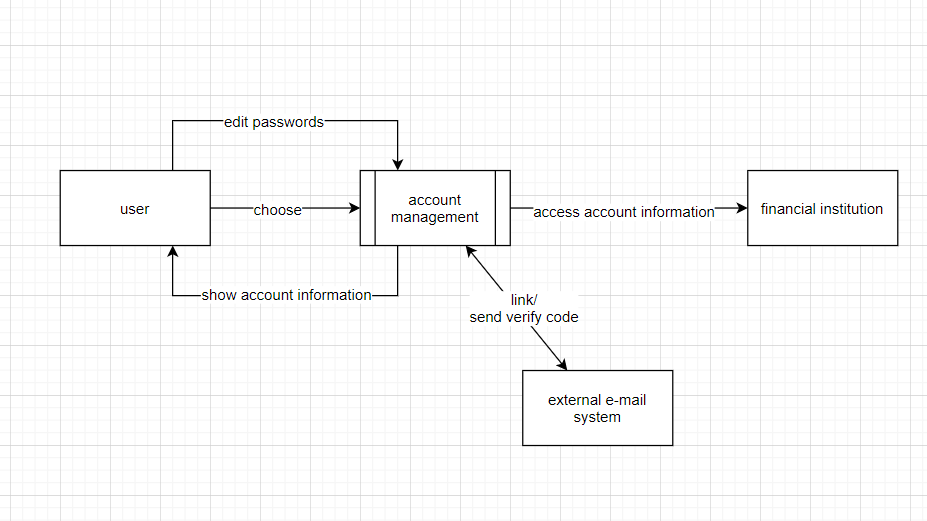 edit passwords
user
choose
account
management
access account information
financial institution
show account information
link/
send verify code
external e-mail
system